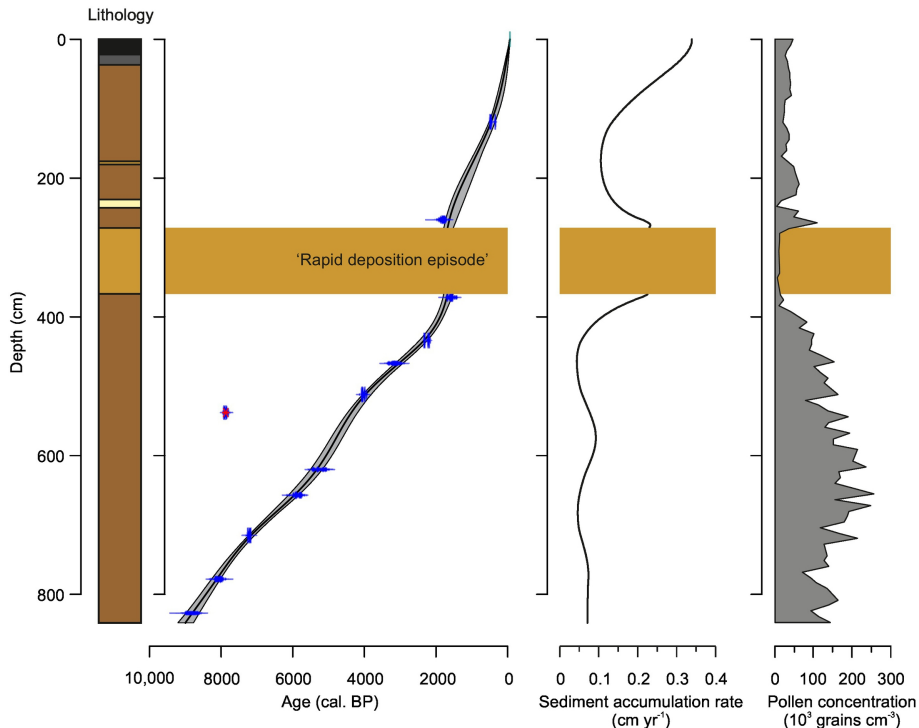 Lithology
0
200
400
600
800
Depth (cm)
‘Rapid deposition episode’
10,000 8000 6000 4000 2000 0
Age (cal. BP)
0 0.1 0.2 0.3 0.4
Sediment accumulation rate
(cm yr-1)
0 100 200 300
Pollen concentration
(10³ grains cm-3)